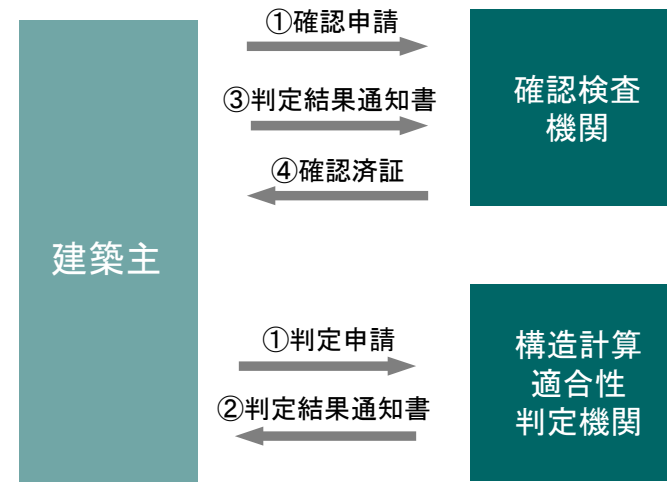 ①確認申請
③判定結果通知書
④確認済証
確認検査
機関
建築主
①判定申請
②判定結果通知書
構造計算
適合性
判定機関